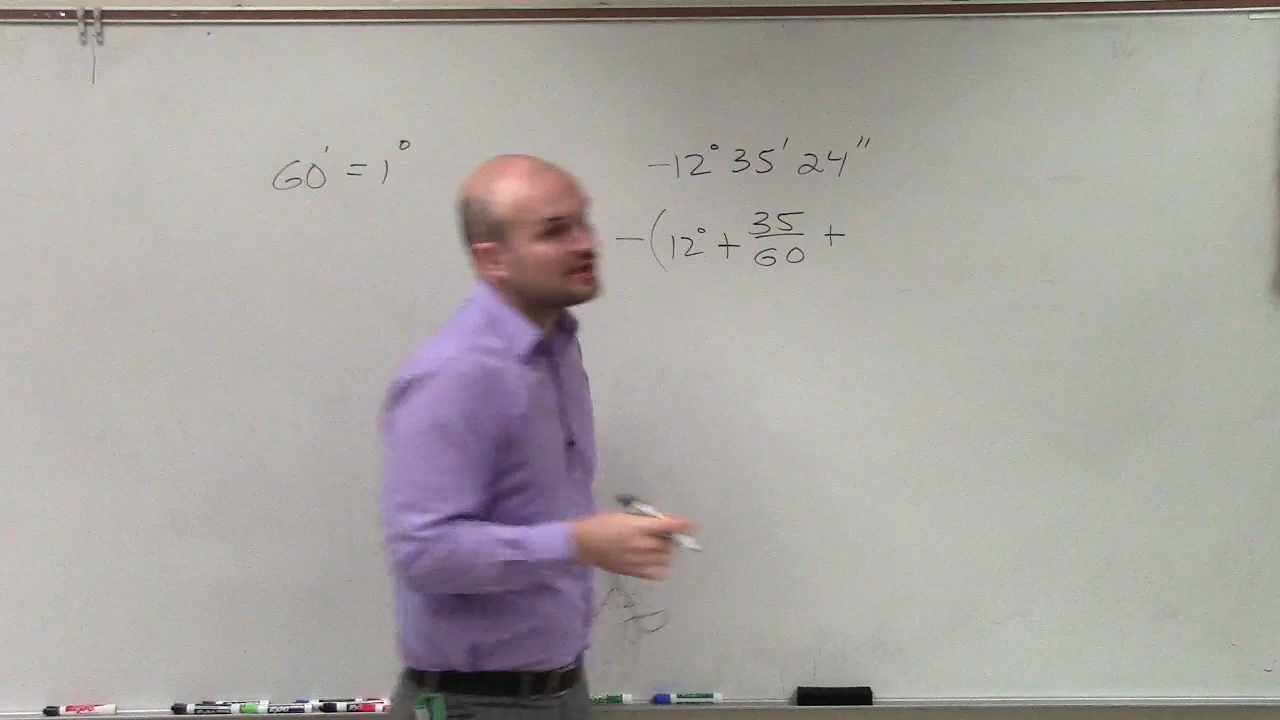 60' = 1°
-12° 35' 24"
-(12° + 35/60 +